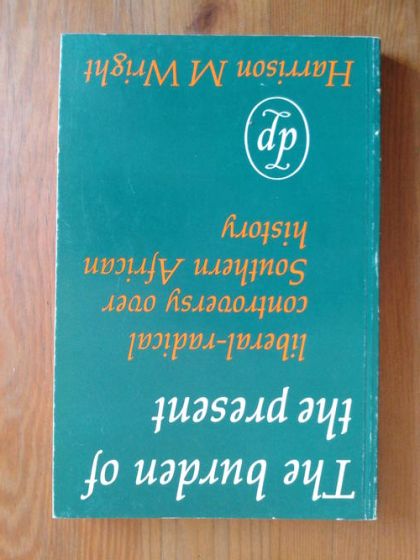 The burden of
the present
liberal-radical
controversy over
Southern African
history
dp
Harrison M Wright